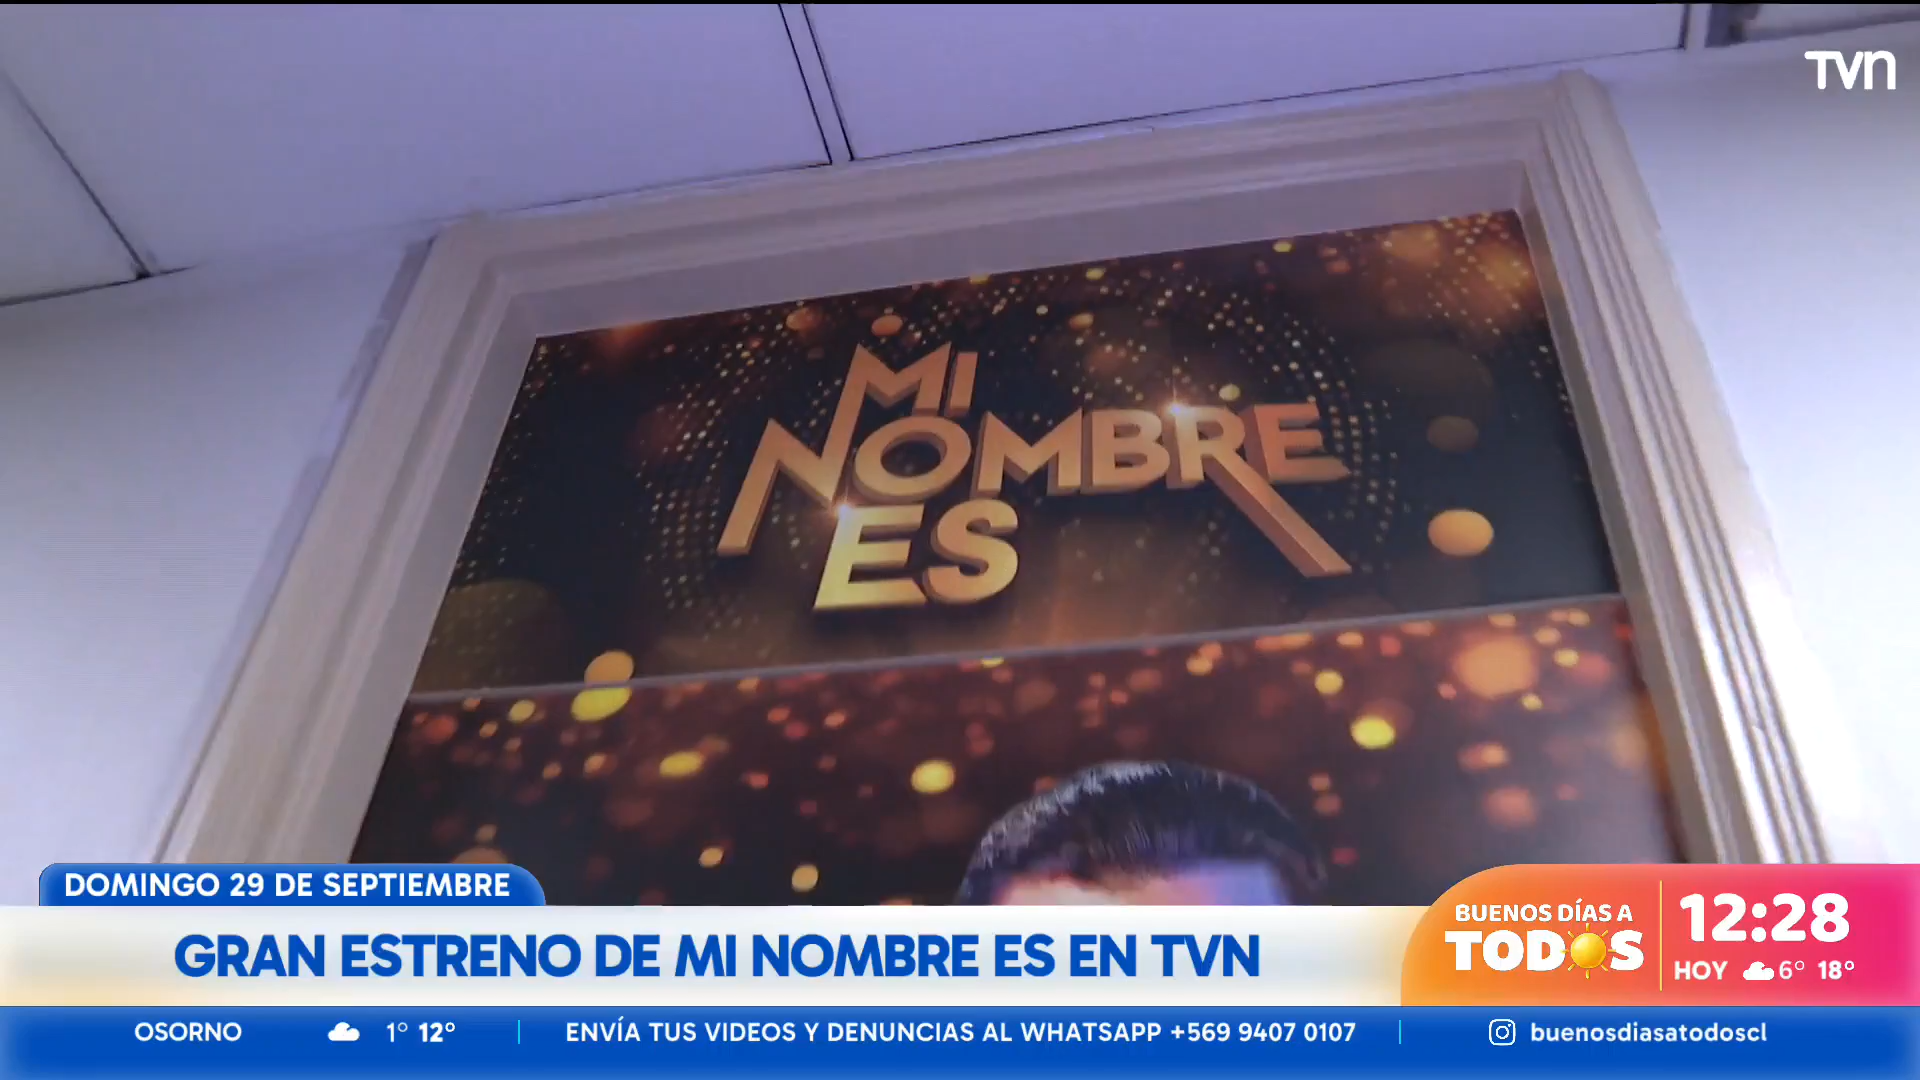 TVN
MI
NOMBRE
ES
DOMINGO 29 DE SEPTIEMBRE
GRAN ESTRENO DE MI NOMBRE ES EN TVN
BUENOS DÍAS A
TODOS
12:28
HOY 6° 18°
OSORNO 1° 12° ENVÍA TUS VIDEOS Y DENUNCIAS AL WHATSAPP +569 9407 0107 buenosdiasatodoscl